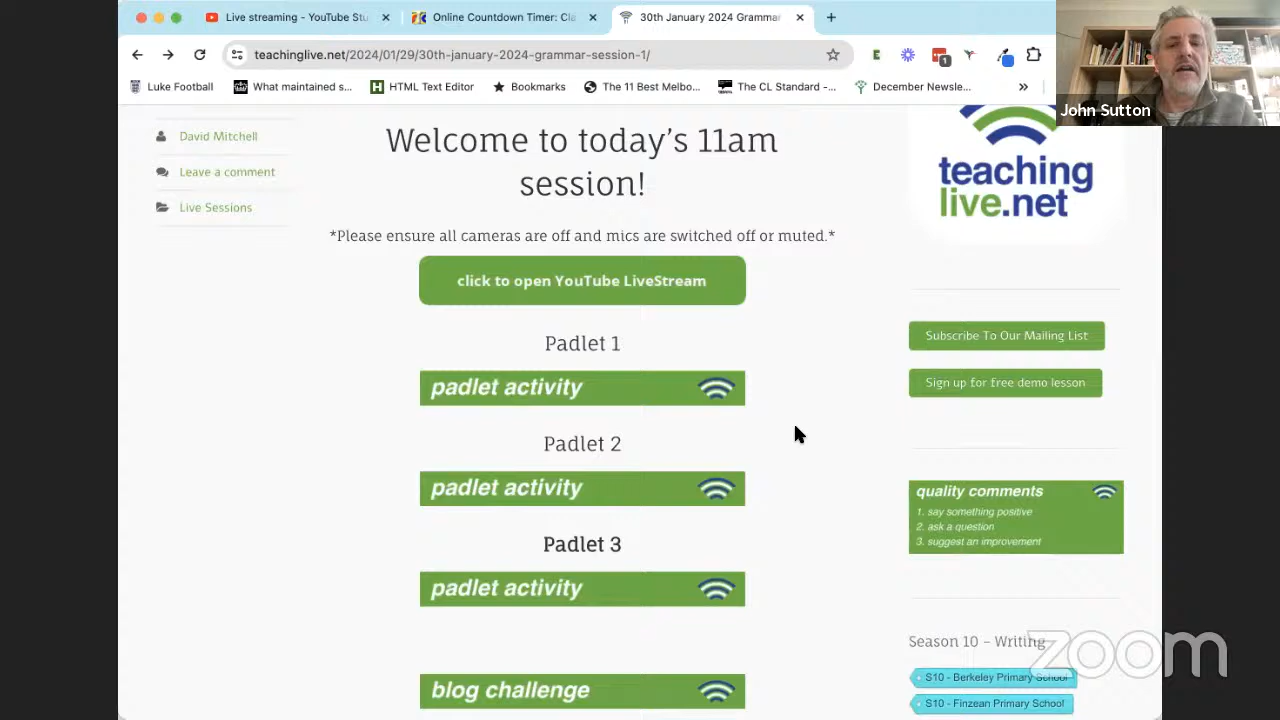 Live streaming - YouTube Stu
Online Countdown Timer: Cla
30th January 2024 Grammar
teachinglive.net/2024/01/29/30th-january-2024-grammar-session-1/
1
Luke Football
What maintained s...
HTML Text Editor
Bookmarks
The 11 Best Melbo...
The CL Standard -...
December Newsle...
»
John Sutton
David Mitchell
Leave a comment
Live Sessions
Welcome to today's 11am
session!
*Please ensure all cameras are off and mics are switched off or muted.*
click to open YouTube LiveStream
Padlet 1
padlet activity
Padlet 2
padlet activity
Padlet 3
padlet activity
blog challenge
teaching
live.net
Subscribe To Our Mailing List
Sign up for free demo lesson
quality comments
1. say something positive
2. ask a question
3. suggest an improvement
Season 10 – Writing
S10 - Berkeley Primary School
S10 - Finzean Primary School
zoom